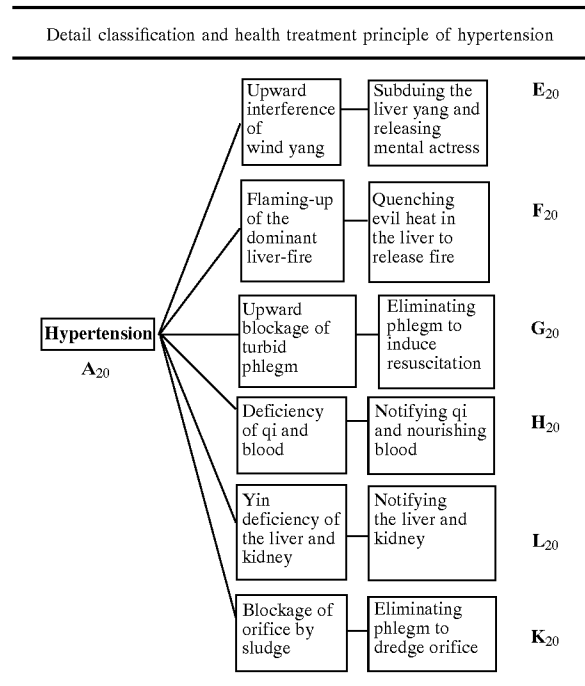 Detail classification and health treatment principle of hypertension
Upward
interference
of
wind yang
Subduing the
liver yang and
releasing
mental actress
E20
Flaming-up
of the
dominant
liver-fire
Quenching
evil heat in
the liver to
release fire
F20
Hypertension
A20
Upward
blockage of
turbid
phlegm
Eliminating
phlegm to
induce
resuscitation
G20
Deficiency
of qi and
blood
Notifying qi
and nourishing
blood
H20
Yin
deficiency of
the liver and
kidney
Notifying
the liver and
kidney
L20
Blockage of
orifice by
sludge
Eliminating
phlegm to
dredge orifice
K20